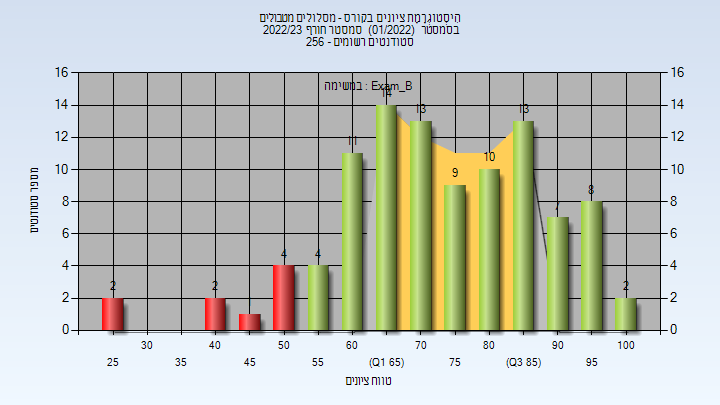 היסטוגרמת ציונים בקורס - מסלולים מטבולים
בסמסטר (01/2022) סמסטר חורף 2022/23
סטודנטים רשומים - 256
במשימה : Exam_B
מספר סטודנטים
16 14 12 10 8 6 4 2 0
16 14 12 10 8 6 4 2 0
2 2 4 4 11 14 13 9 10 13 7 8 2
30 40 50 60 70 80 90 100
25 35 45 55 (Q1 65) 75 (Q3 85) 95
טווח ציונים